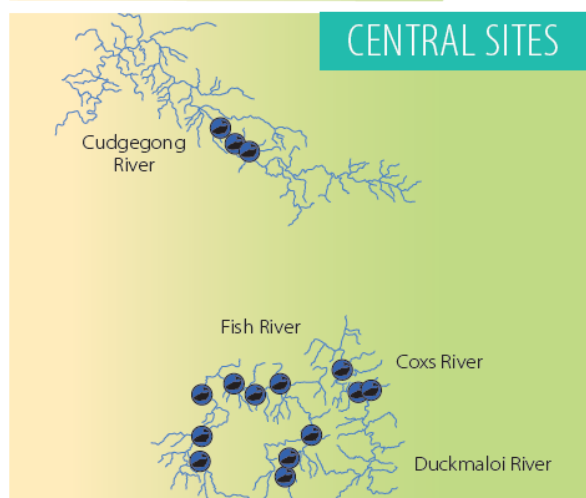 CENTRAL SITES
Cudgegong
River
Fish River
Coxs River
Duckmaloi River